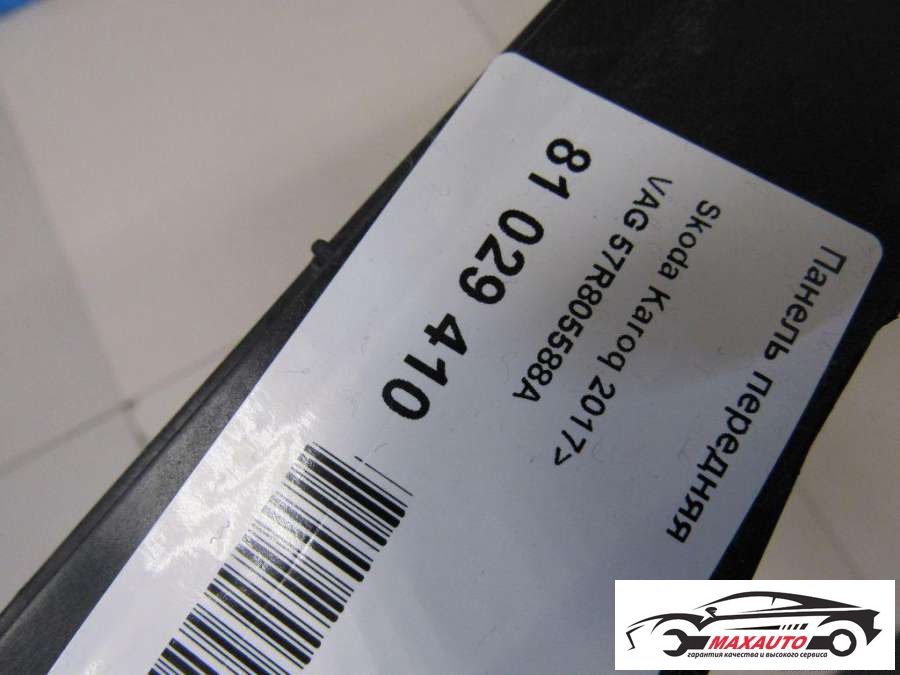 Панель передняя
Skoda Karoq 2017>
VAG 57R805588A
81 029 410
MAXAUTO
гарантия качества и высокого сервиса